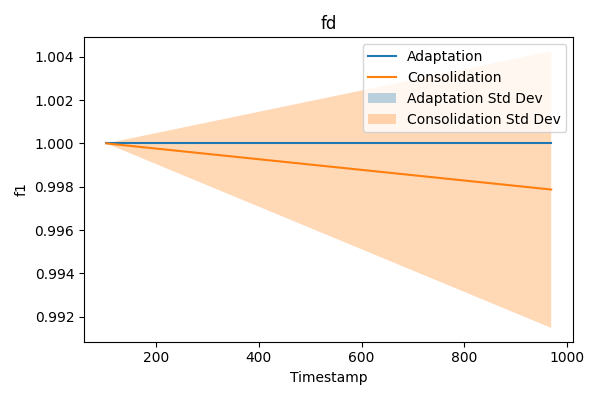 fd
1.004
1.002
1.000
0.998
0.996
0.994
0.992
f1
Adaptation
Consolidation
Adaptation Std Dev
Consolidation Std Dev
200
400
600
800
1000
Timestamp